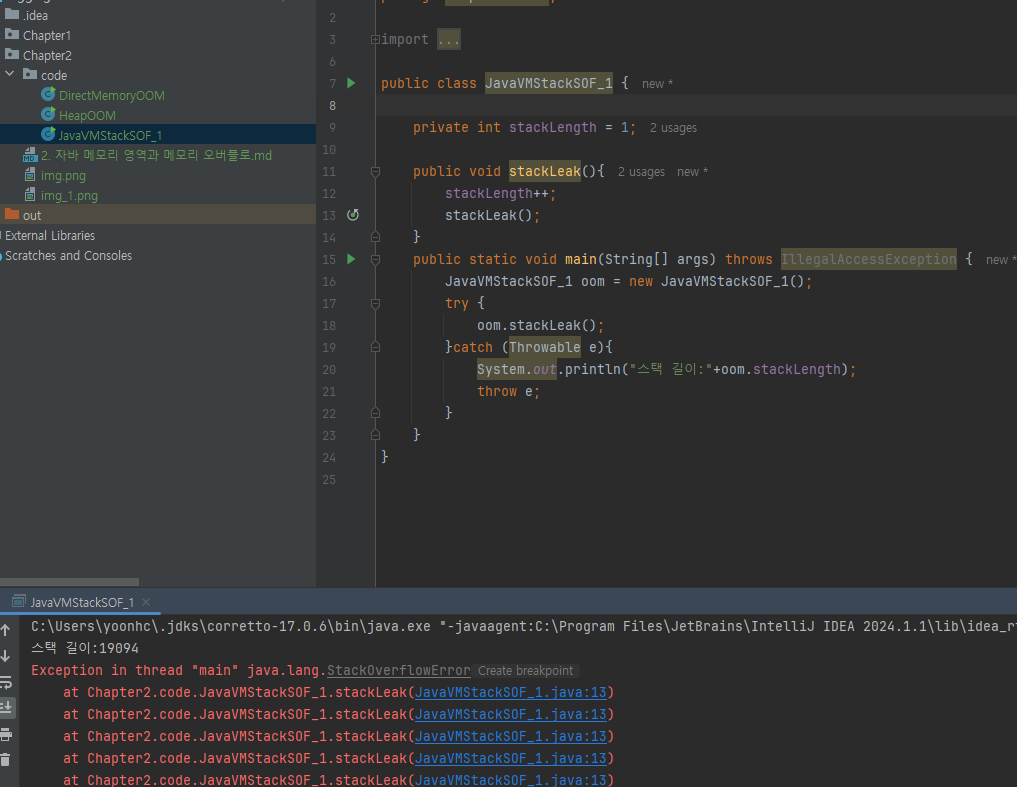 .idea
Chapter1
Chapter2
code
DirectMemoryOOM
HeapOOM
JavaVMStackSOF_1
2. 자바 메모리 영역과 메모리 오버플로.md
img.png
img_1.png
out
External Libraries
Scratches and Consoles
2
3 import ...
6
7 public class JavaVMStackSOF_1 { new *
8
9 private int stackLength = 1; 2 usages
10
11 public void stackLeak(){ 2 usages new *
12 stackLength++;
13 stackLeak();
14 }
15 public static void main(String[] args) throws IllegalAccessException { new *
16 JavaVMStackSOF_1 oom = new JavaVMStackSOF_1();
17 try {
18 oom.stackLeak();
19 }catch (Throwable e){
20 System.out.println("스택 길이:"+oom.stackLength);
21 throw e;
22 }
23 }
24 }
25
JavaVMStackSOF_1
C:\Users\yoonhc\.jdks\corretto-17.0.6\bin\java.exe "-javaagent:C:\Program Files\JetBrains\IntelliJ IDEA 2024.1.1\lib\idea_rt
스택 길이:19094
Exception in thread "main" java.lang.StackOverflowError Create breakpoint
at Chapter2.code.JavaVMStackSOF_1.stackLeak(JavaVMStackSOF_1.java:13)
at Chapter2.code.JavaVMStackSOF_1.stackLeak(JavaVMStackSOF_1.java:13)
at Chapter2.code.JavaVMStackSOF_1.stackLeak(JavaVMStackSOF_1.java:13)
at Chapter2.code.JavaVMStackSOF_1.stackLeak(JavaVMStackSOF_1.java:13)
at Chapter2.code.JavaVMStackSOF_1.stackLeak(JavaVMStackSOF_1.java:13)